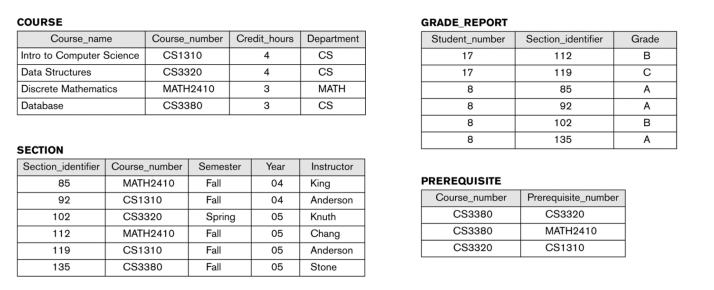 COURSE
Course_name Course_number Credit_hours Department
Intro to Computer Science CS1310 4 CS
Data Structures CS3320 4 CS
Discrete Mathematics MATH2410 3 MATH
Database CS3380 3 CS
SECTION
Section_identifier Course_number Semester Year Instructor
85 MATH2410 Fall 04 King
92 CS1310 Fall 04 Anderson
102 CS3320 Spring 05 Knuth
112 MATH2410 Fall 05 Chang
119 CS1310 Fall 05 Anderson
135 CS3380 Fall 05 Stone
GRADE_REPORT
Student_number Section_identifier Grade
17 112 B
17 119 C
8 85 A
8 92 A
8 102 B
8 135 A
PREREQUISITE
Course_number Prerequisite_number
CS3380 CS3320
CS3380 MATH2410
CS3320 CS1310